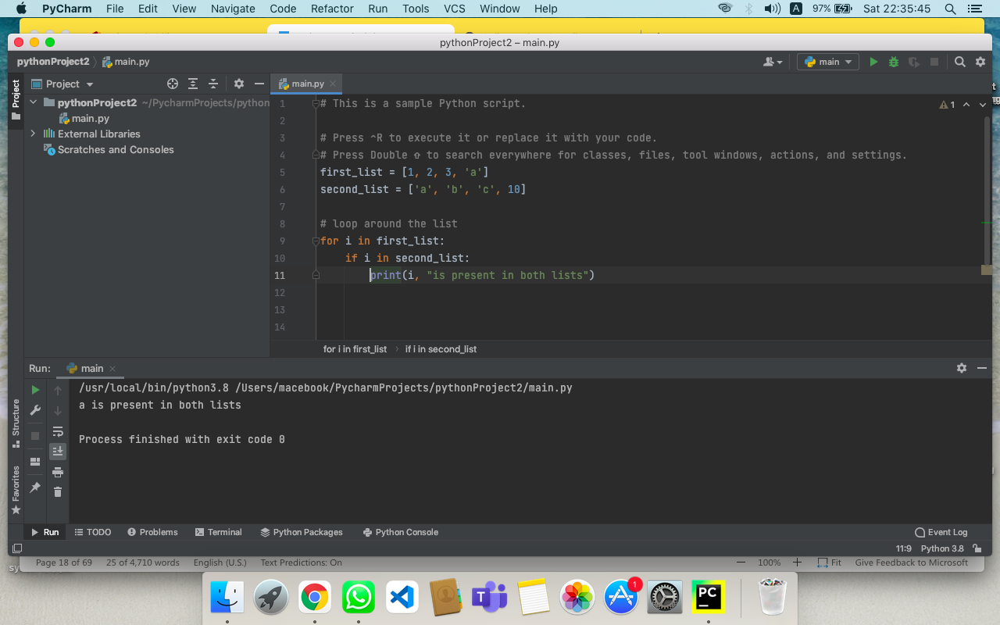 PyCharm File Edit View Navigate Code Refactor Run Tools VCS Window Help A 97% Sat 22:35:45
pythonProject2 – main.py
pythonProject2 main.py main
Project
Project main.py
pythonProject2 ~/PycharmProjects/python
main.py
External Libraries
Scratches and Consoles
1 # This is a sample Python script. 1
2
3 # Press ^R to execute it or replace it with your code.
4 # Press Double ⇧ to search everywhere for classes, files, tool windows, actions, and settings.
5 first_list = [1, 2, 3, 'a']
6 second_list = ['a', 'b', 'c', 10]
7
8 # loop around the list
9 for i in first_list:
10 if i in second_list:
11 print(i, "is present in both lists")
12
13
14
for i in first_list › if i in second_list
Run: main
/usr/local/bin/python3.8 /Users/macebook/PycharmProjects/pythonProject2/main.py
a is present in both lists
Process finished with exit code 0
Structure
Favorites
Run TODO Problems Terminal Python Packages Python Console Event Log
11:9 Python 3.8
Page 18 of 69 25 of 4,710 words English (U.S.) Text Predictions: On 100% Fit Give Feedback to Microsoft
T 1 PC